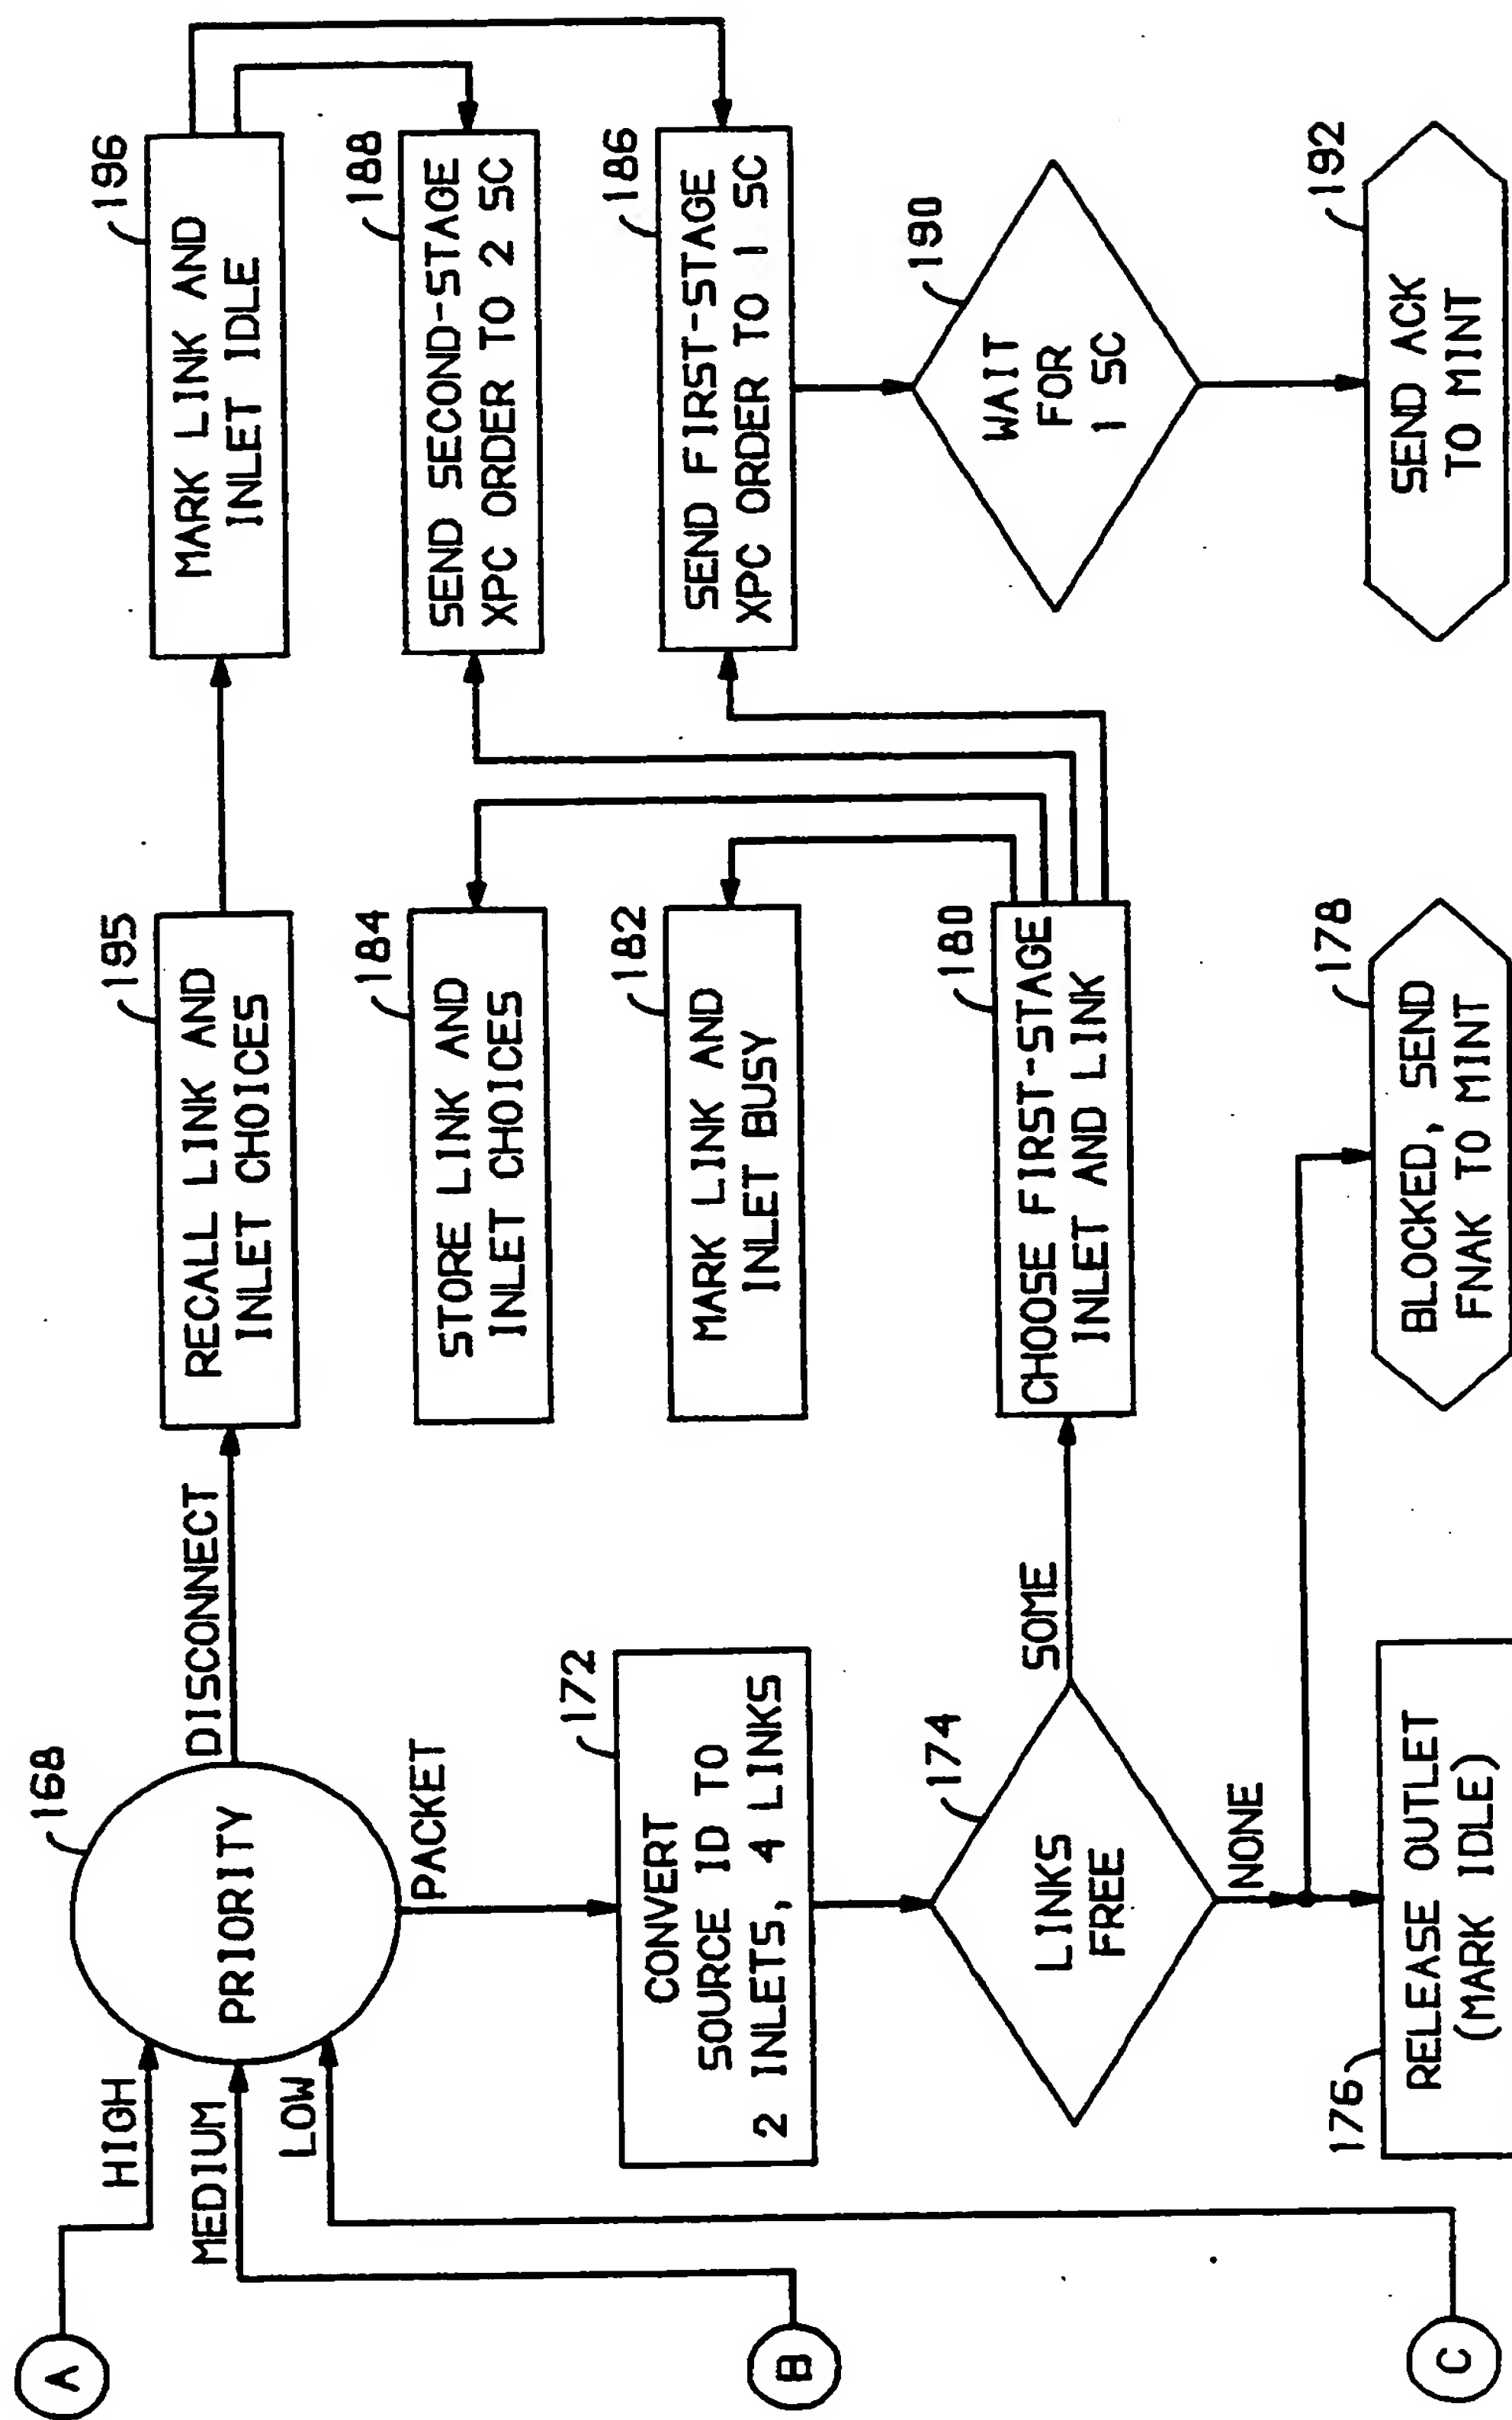 A
HIGH
MEDIUM
LOW
B
C
168
PRIORITY
DISCONNECT
PACKET
195
RECALL LINK AND
INLET CHOICES
196
MARK LINK AND
INLET IDLE
184
STORE LINK AND
INLET CHOICES
188
SEND SECOND-STAGE
XPC ORDER TO 2 SC
172
CONVERT
SOURCE ID TO
2 INLETS, 4 LINKS
182
MARK LINK AND
INLET BUSY
186
SEND FIRST-STAGE
XPC ORDER TO 1 SC
174
LINKS
FREE
SOME
NONE
180
CHOOSE FIRST-STAGE
INLET AND LINK
190
WAIT
FOR
1 SC
176
RELEASE OUTLET
(MARK IDLE)
178
BLOCKED, SEND
FNAK TO MINT
192
SEND ACK
TO MINT